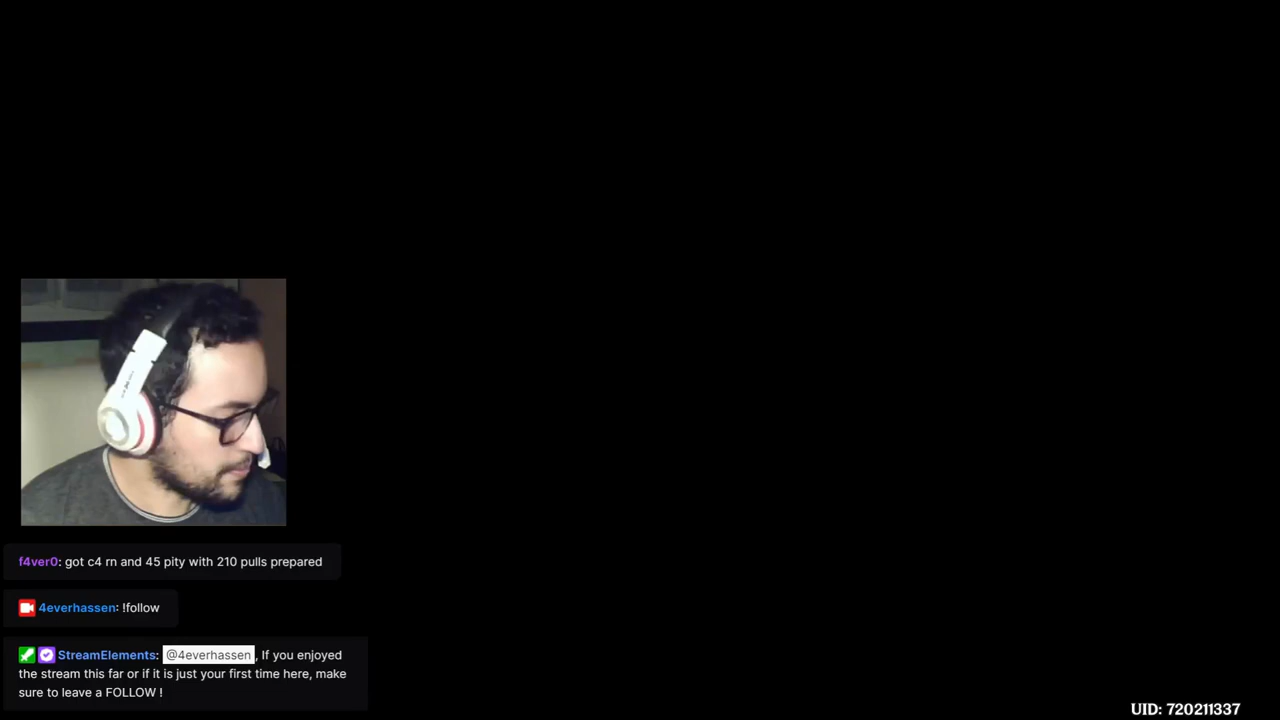 f4ver0: got c4 rn and 45 pity with 210 pulls prepared
4everhassen: !follow
StreamElements: @4everhassen, If you enjoyed
the stream this far or if it is just your first time here, make
sure to leave a FOLLOW !
UID: 720211337